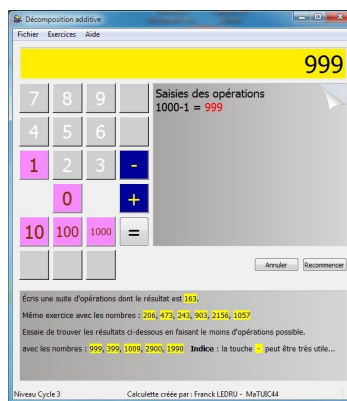 Décomposition additive
Fichier Exercices Aide
999
7 8 9
4 5 6
1 2 3 -
0 +
10 100 1000 =
Saisies des opérations
1000-1 = 999
Annuler Recommencer
Écris une suite d'opérations dont le résultat est 163.
Même exercice avec les nombres : 206, 473, 243, 903, 2156, 1057
Essaie de trouver les résultats ci-dessous en faisant le moins d'opérations possible.
avec les nombres : 999, 399, 1009, 2900, 1990 Indice : la touche - peut être très utile...
Niveau Cycle 3 Calculette créée par : Franck LEDRU - MaTUIC44